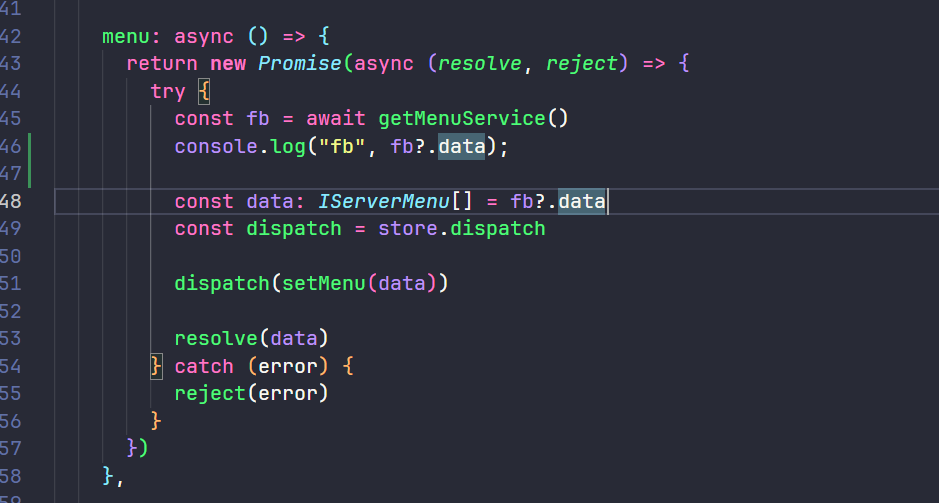 41
42 menu: async () => {
43 return new Promise(async (resolve, reject) => {
44 try {
45 const fb = await getMenuService()
46 console.log("fb", fb?.data);
47
48 const data: IServerMenu[] = fb?.data
49 const dispatch = store.dispatch
50
51 dispatch(setMenu(data))
52
53 resolve(data)
54 } catch (error) {
55 reject(error)
56 }
57 })
58 },
59